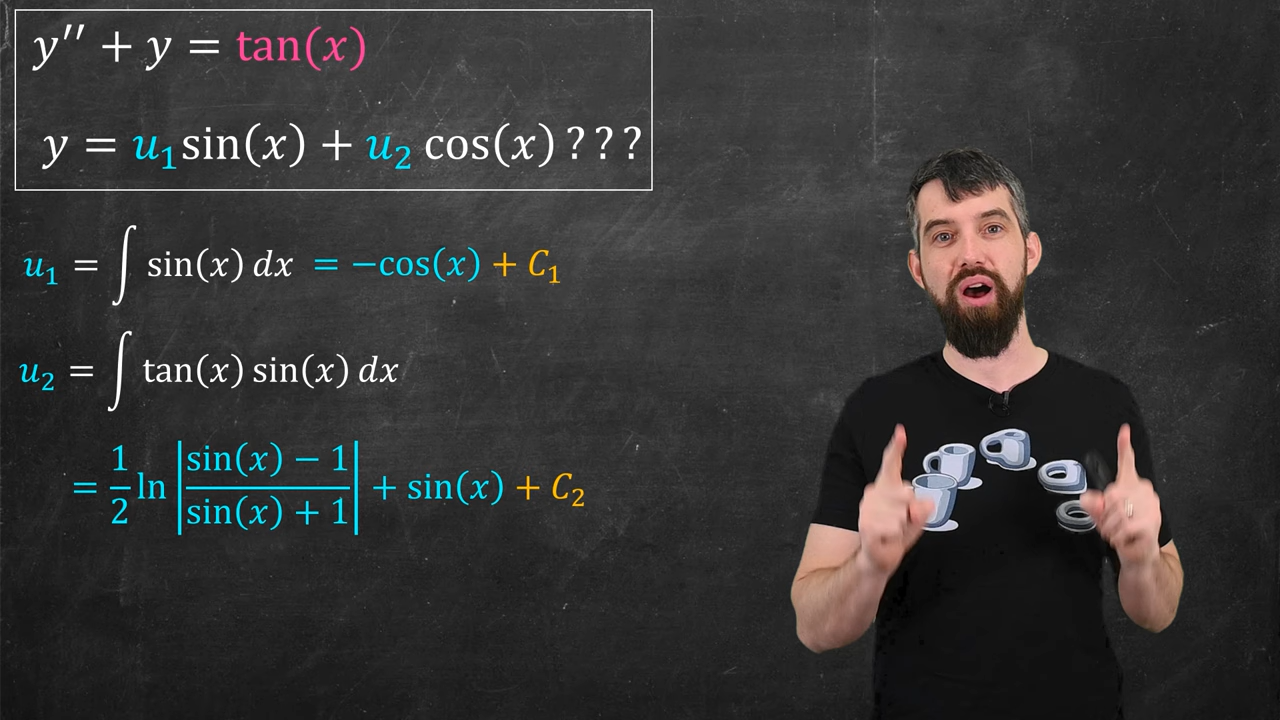 y′′ + y = tan(x)
y = u₁sin(x) + u₂ cos(x)???
u₁ = ∫ sin(x) dx = −cos(x) + C₁
u₂ = ∫ tan(x) sin(x) dx
= 1/2 ln |sin(x) − 1 / sin(x) + 1| + sin(x) + C₂